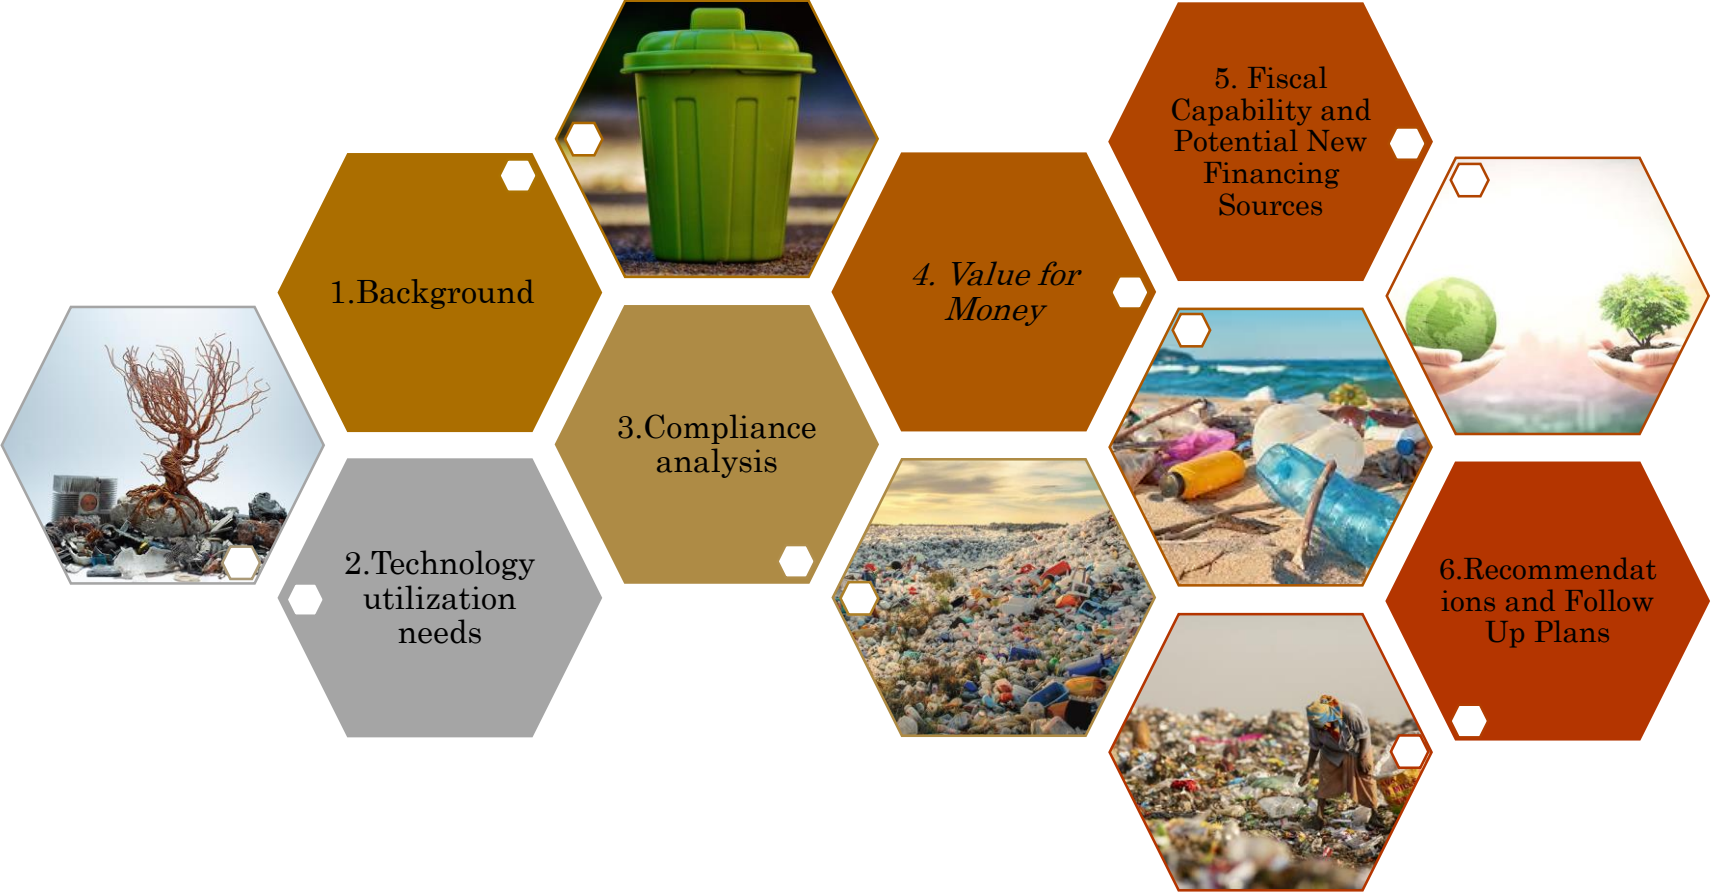 1.Background
2.Technology
utilization
needs
3.Compliance
analysis
4. Value for
Money
5. Fiscal
Capability and
Potential New
Financing
Sources
6.Recommendat
ions and Follow
Up Plans